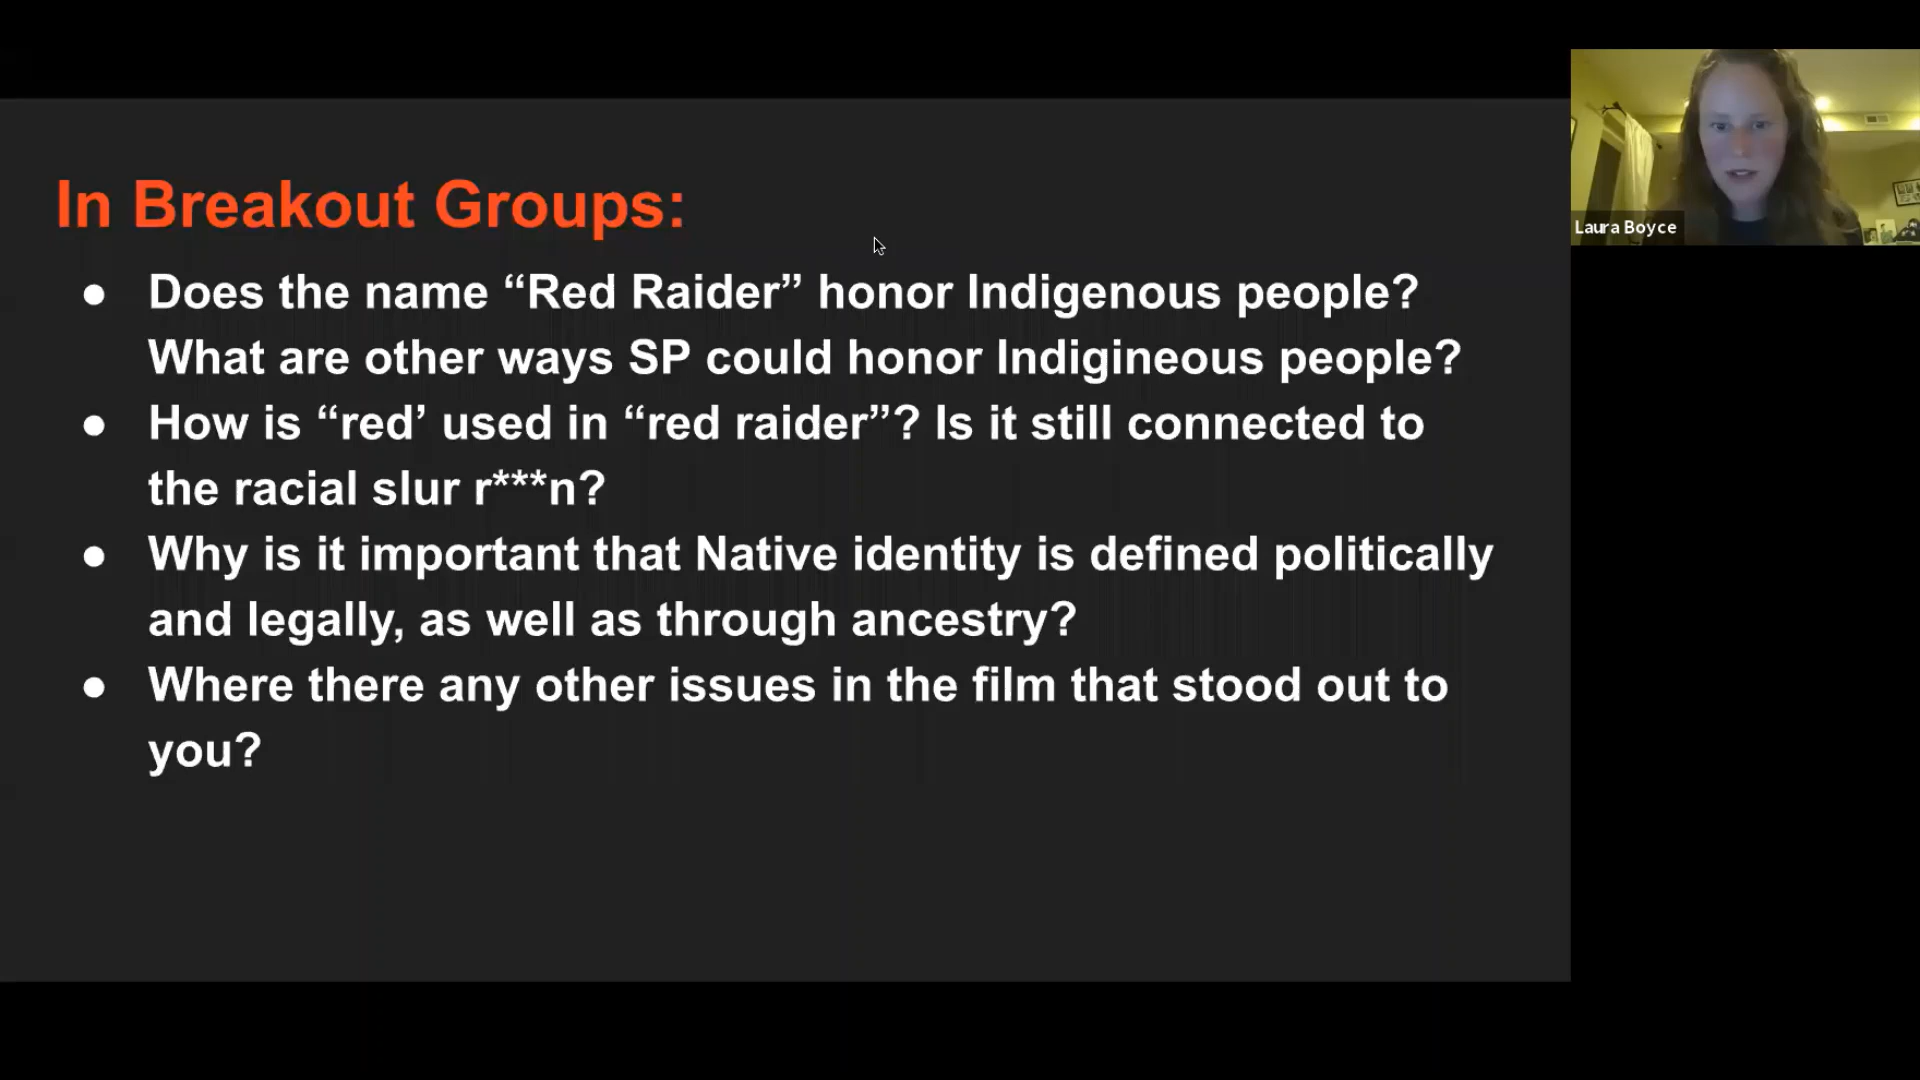 In Breakout Groups:
● Does the name “Red Raider” honor Indigenous people?
What are other ways SP could honor Indigineous people?
● How is “red’ used in “red raider”? Is it still connected to
the racial slur r***n?
● Why is it important that Native identity is defined politically
and legally, as well as through ancestry?
● Where there any other issues in the film that stood out to
you?
Laura Boyce